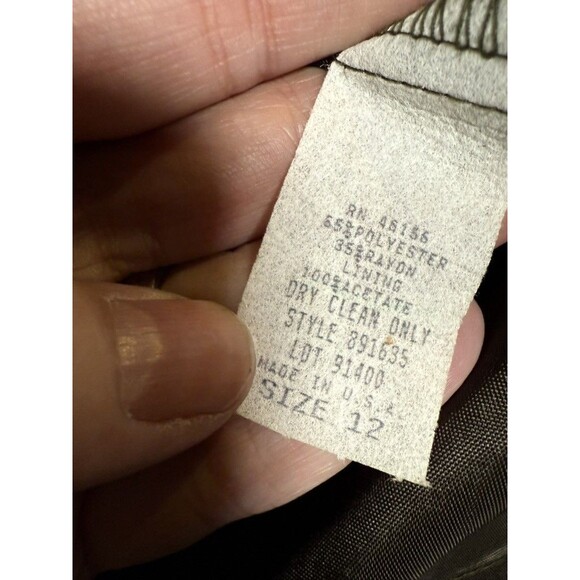 RN 46156
65%POLYESTER
35%RAYON
LINING
100%ACETATE
DRY CLEAN ONLY
STYLE 891635
LOT 91400
MADE IN U.S.A.
SIZE 12